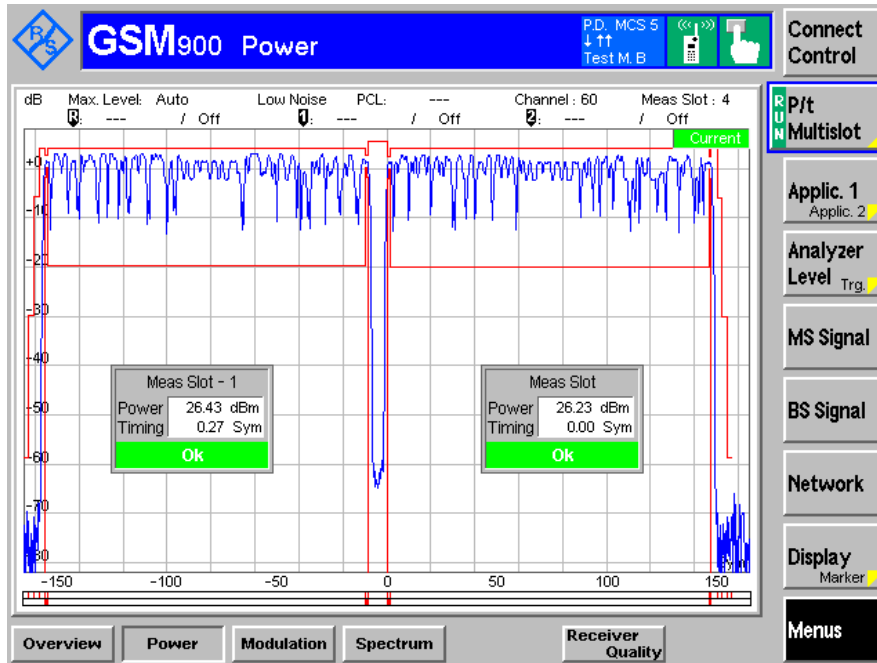 R/S
GSM900 Power
P.D. MCS 5
↓ ↑↑
Test M. B
Connect Control
dB Max. Level: Auto Low Noise PCL: --- Channel : 60 Meas Slot : 4
R: --- / Off 1: --- / Off 2: --- / Off
Current
RUN
P/t Multislot
Applic. 1
Applic. 2
Analyzer Level Trg.
MS Signal
BS Signal
Network
Display
Marker
Menus
+0
-10
-20
-30
-40
-50
-60
-70
-80
Meas Slot - 1
Power 26.43 dBm
Timing 0.27 Sym
Ok
Meas Slot
Power 26.23 dBm
Timing 0.00 Sym
Ok
-150 -100 -50 0 50 100 150
Overview Power Modulation Spectrum Receiver Quality